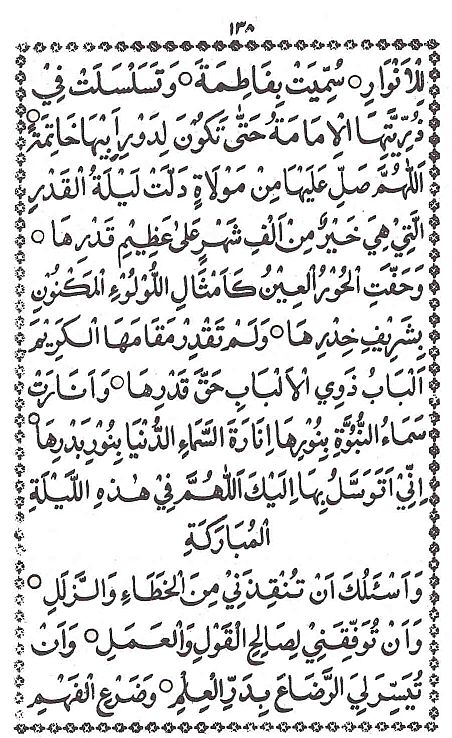 ١٣٨
لِلْاَنْوَارِ ○ سُمِّيَتْ بِفَاطِمَةَ ○ وَتَسَلْسَلَتْ فِيْ
ذُرِّيَّتِهَا الْاِمَامَةُ حَتّٰى تَكُوْنَ لِدَوْرِ اَبِيْهَا خَاتِمَةً ○
اَللّٰهُمَّ صَلِّ عَلَيْهَا مِنْ مَوْلَاةٍ دَلَّتْ لَيْلَةُ الْقَدْرِ
الَّتِيْ هِيَ خَيْرٌ مِنْ اَلْفِ شَهْرٍ عَلٰى عَظِيْمِ قَدْرِهَا ○
وَحَفَّتِ الْحُوْرُ الْعِيْنُ كَاَمْثَالِ اللُّوْلُوْءِ الْمَكْنُوْنِ
بِشَرِيْفِ خِدْرِهَا ○ وَلَمْ تَقْدِرْ مَقَامَهَا الْكَرِيْمَ
اَلْبَابُ ذَوِي الْاَلْبَابِ حَقَّ قَدْرِهَا ○ وَاَنَارَتْ
سَمَاءُ النُّبُوَّةِ بِنُوْرِهَا اِنَارَةَ السَّمَاءِ الدُّنْيَا بِنُوْرِ بَدْرِهَا ○
اِنِّيْ اَتَوَسَّلُ بِهَا اِلَيْكَ اَللّٰهُمَّ فِيْ هٰذِهِ اللَّيْلَةِ
الْمُبَارَكَةِ
وَاَسْئَلُكَ اَنْ تُنْقِذَنِيْ مِنَ الْخَطَاءِ وَالزَّلَلِ ○
وَاَنْ تُوَفِّقَنِيْ لِصَالِحِ الْقَوْلِ وَالْعَمَلِ ○ وَاَنْ
تُيَسِّرَ لِيَ الرَّضَاعَ بِدَرِّ الْعِلْمِ ○ وَضَرْعِ الْفَهْمِ